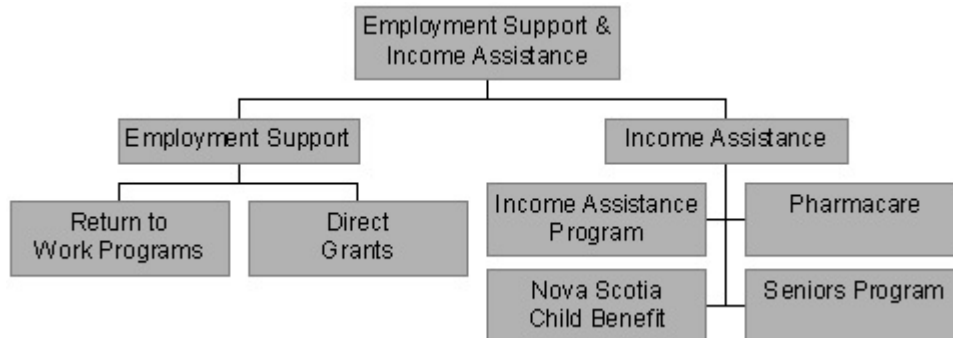 Employment Support &
Income Assistance
Employment Support
Income Assistance
Return to
Work Programs
Direct
Grants
Income Assistance
Program
Pharmacare
Nova Scotia
Child Benefit
Seniors Program